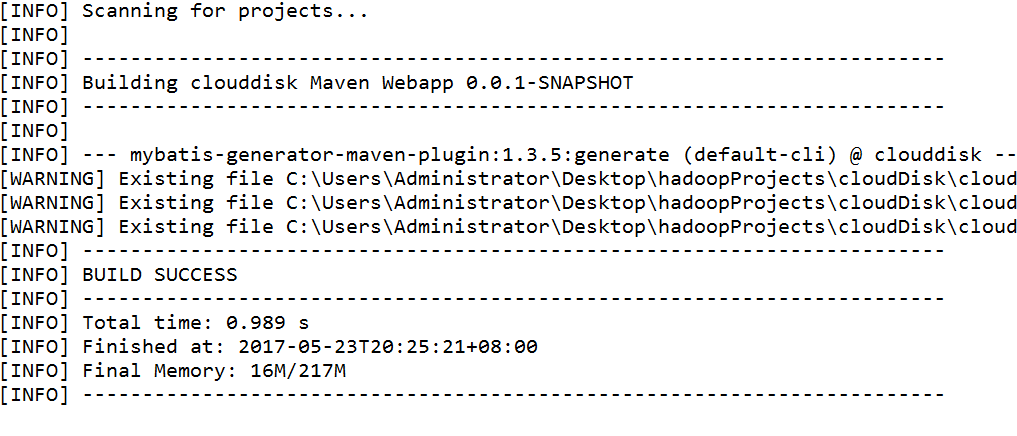 [INFO] Scanning for projects...
[INFO]
[INFO] ------------------------------------------------------------------------
[INFO] Building clouddisk Maven Webapp 0.0.1-SNAPSHOT
[INFO] ------------------------------------------------------------------------
[INFO]
[INFO] --- mybatis-generator-maven-plugin:1.3.5:generate (default-cli) @ clouddisk --
[WARNING] Existing file C:\Users\Administrator\Desktop\hadoopProjects\cloudDisk\cloud
[WARNING] Existing file C:\Users\Administrator\Desktop\hadoopProjects\cloudDisk\cloud
[WARNING] Existing file C:\Users\Administrator\Desktop\hadoopProjects\cloudDisk\cloud
[INFO] ------------------------------------------------------------------------
[INFO] BUILD SUCCESS
[INFO] ------------------------------------------------------------------------
[INFO] Total time: 0.989 s
[INFO] Finished at: 2017-05-23T20:25:21+08:00
[INFO] Final Memory: 16M/217M
[INFO] ------------------------------------------------------------------------